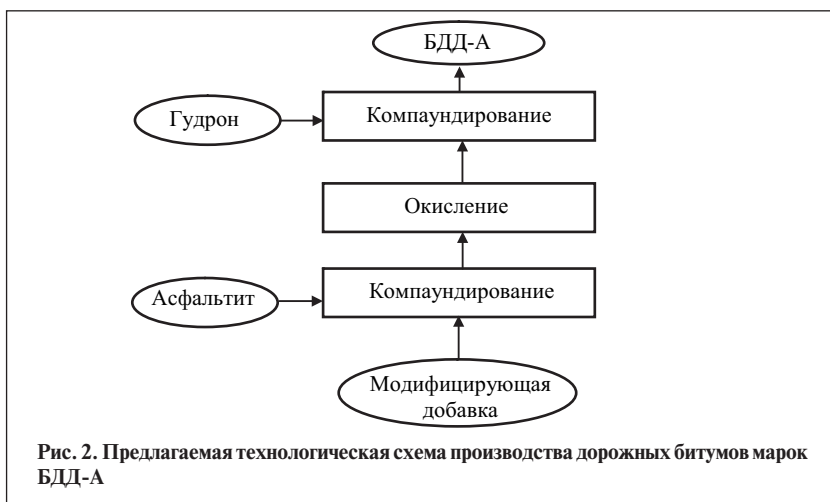 БДД-А
Гудрон
Компаундирование
Окисление
Асфальтит
Компаундирование
Модифицирующая
добавка
Рис. 2. Предлагаемая технологическая схема производства дорожных битумов марок
БДД-А